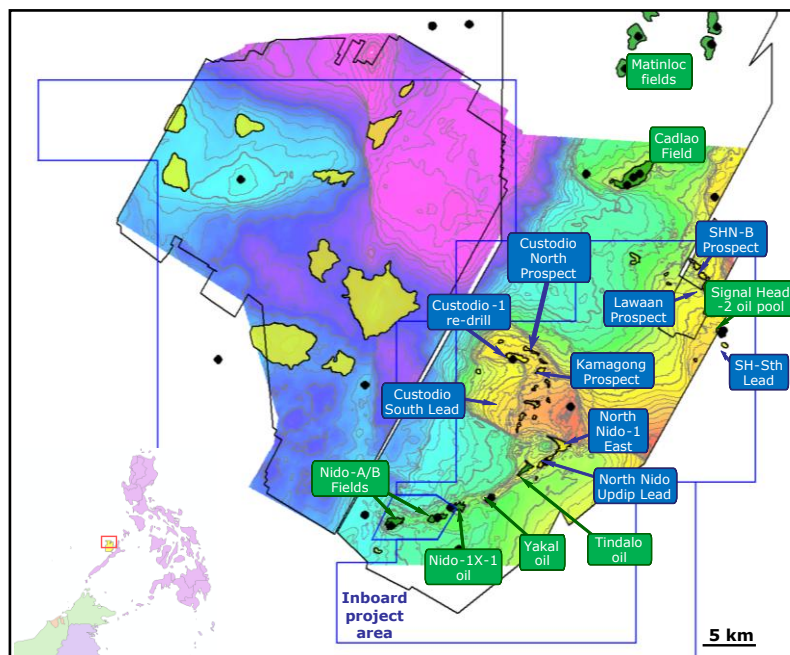 Matinloc
fields
Cadlao
Field
SHN-B
Prospect
Custodio
North
Prospect
Lawaan
Prospect
Signal Head
-2 oil pool
Custodio -1
re-drill
Kamagong
Prospect
SH-Sth
Lead
Custodio
South Lead
North
Nido-1
East
Nido-A/B
Fields
North Nido
Updip Lead
Tindalo
oil
Yakal
oil
Nido-1X-1
oil
Inboard
project
area
5 km